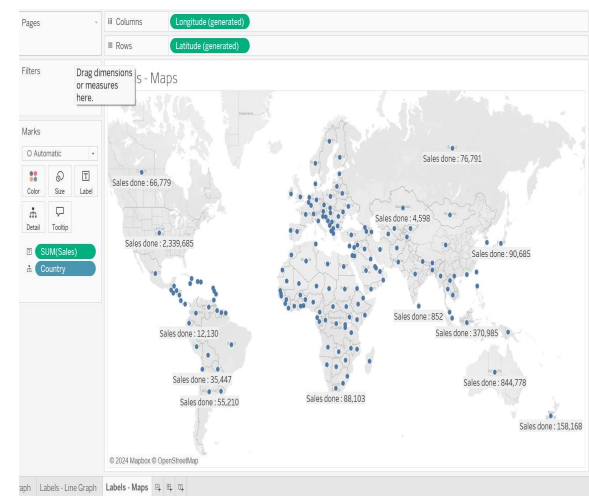 Pages
iii Columns
Longitude (generated)
Rows
Latitude (generated)
Filters
Drag dimensions
or measures
here.
s - Maps
Marks
Automatic
Color
Size
Label
Detail
Tooltip
SUM(Sales)
Country
Sales done : 66,779
Sales done : 76,791
Sales done : 4,598
Sales done : 2,339,685
Sales done : 90,685
Sales done : 852
Sales done : 12,130
Sales done : 370,985
Sales done : 35,447
Sales done : 844,778
Sales done : 55,210
Sales done : 88,103
Sales done : 158,168
© 2024 Mapbox © OpenStreetMap
aph
Labels - Line Graph
Labels - Maps